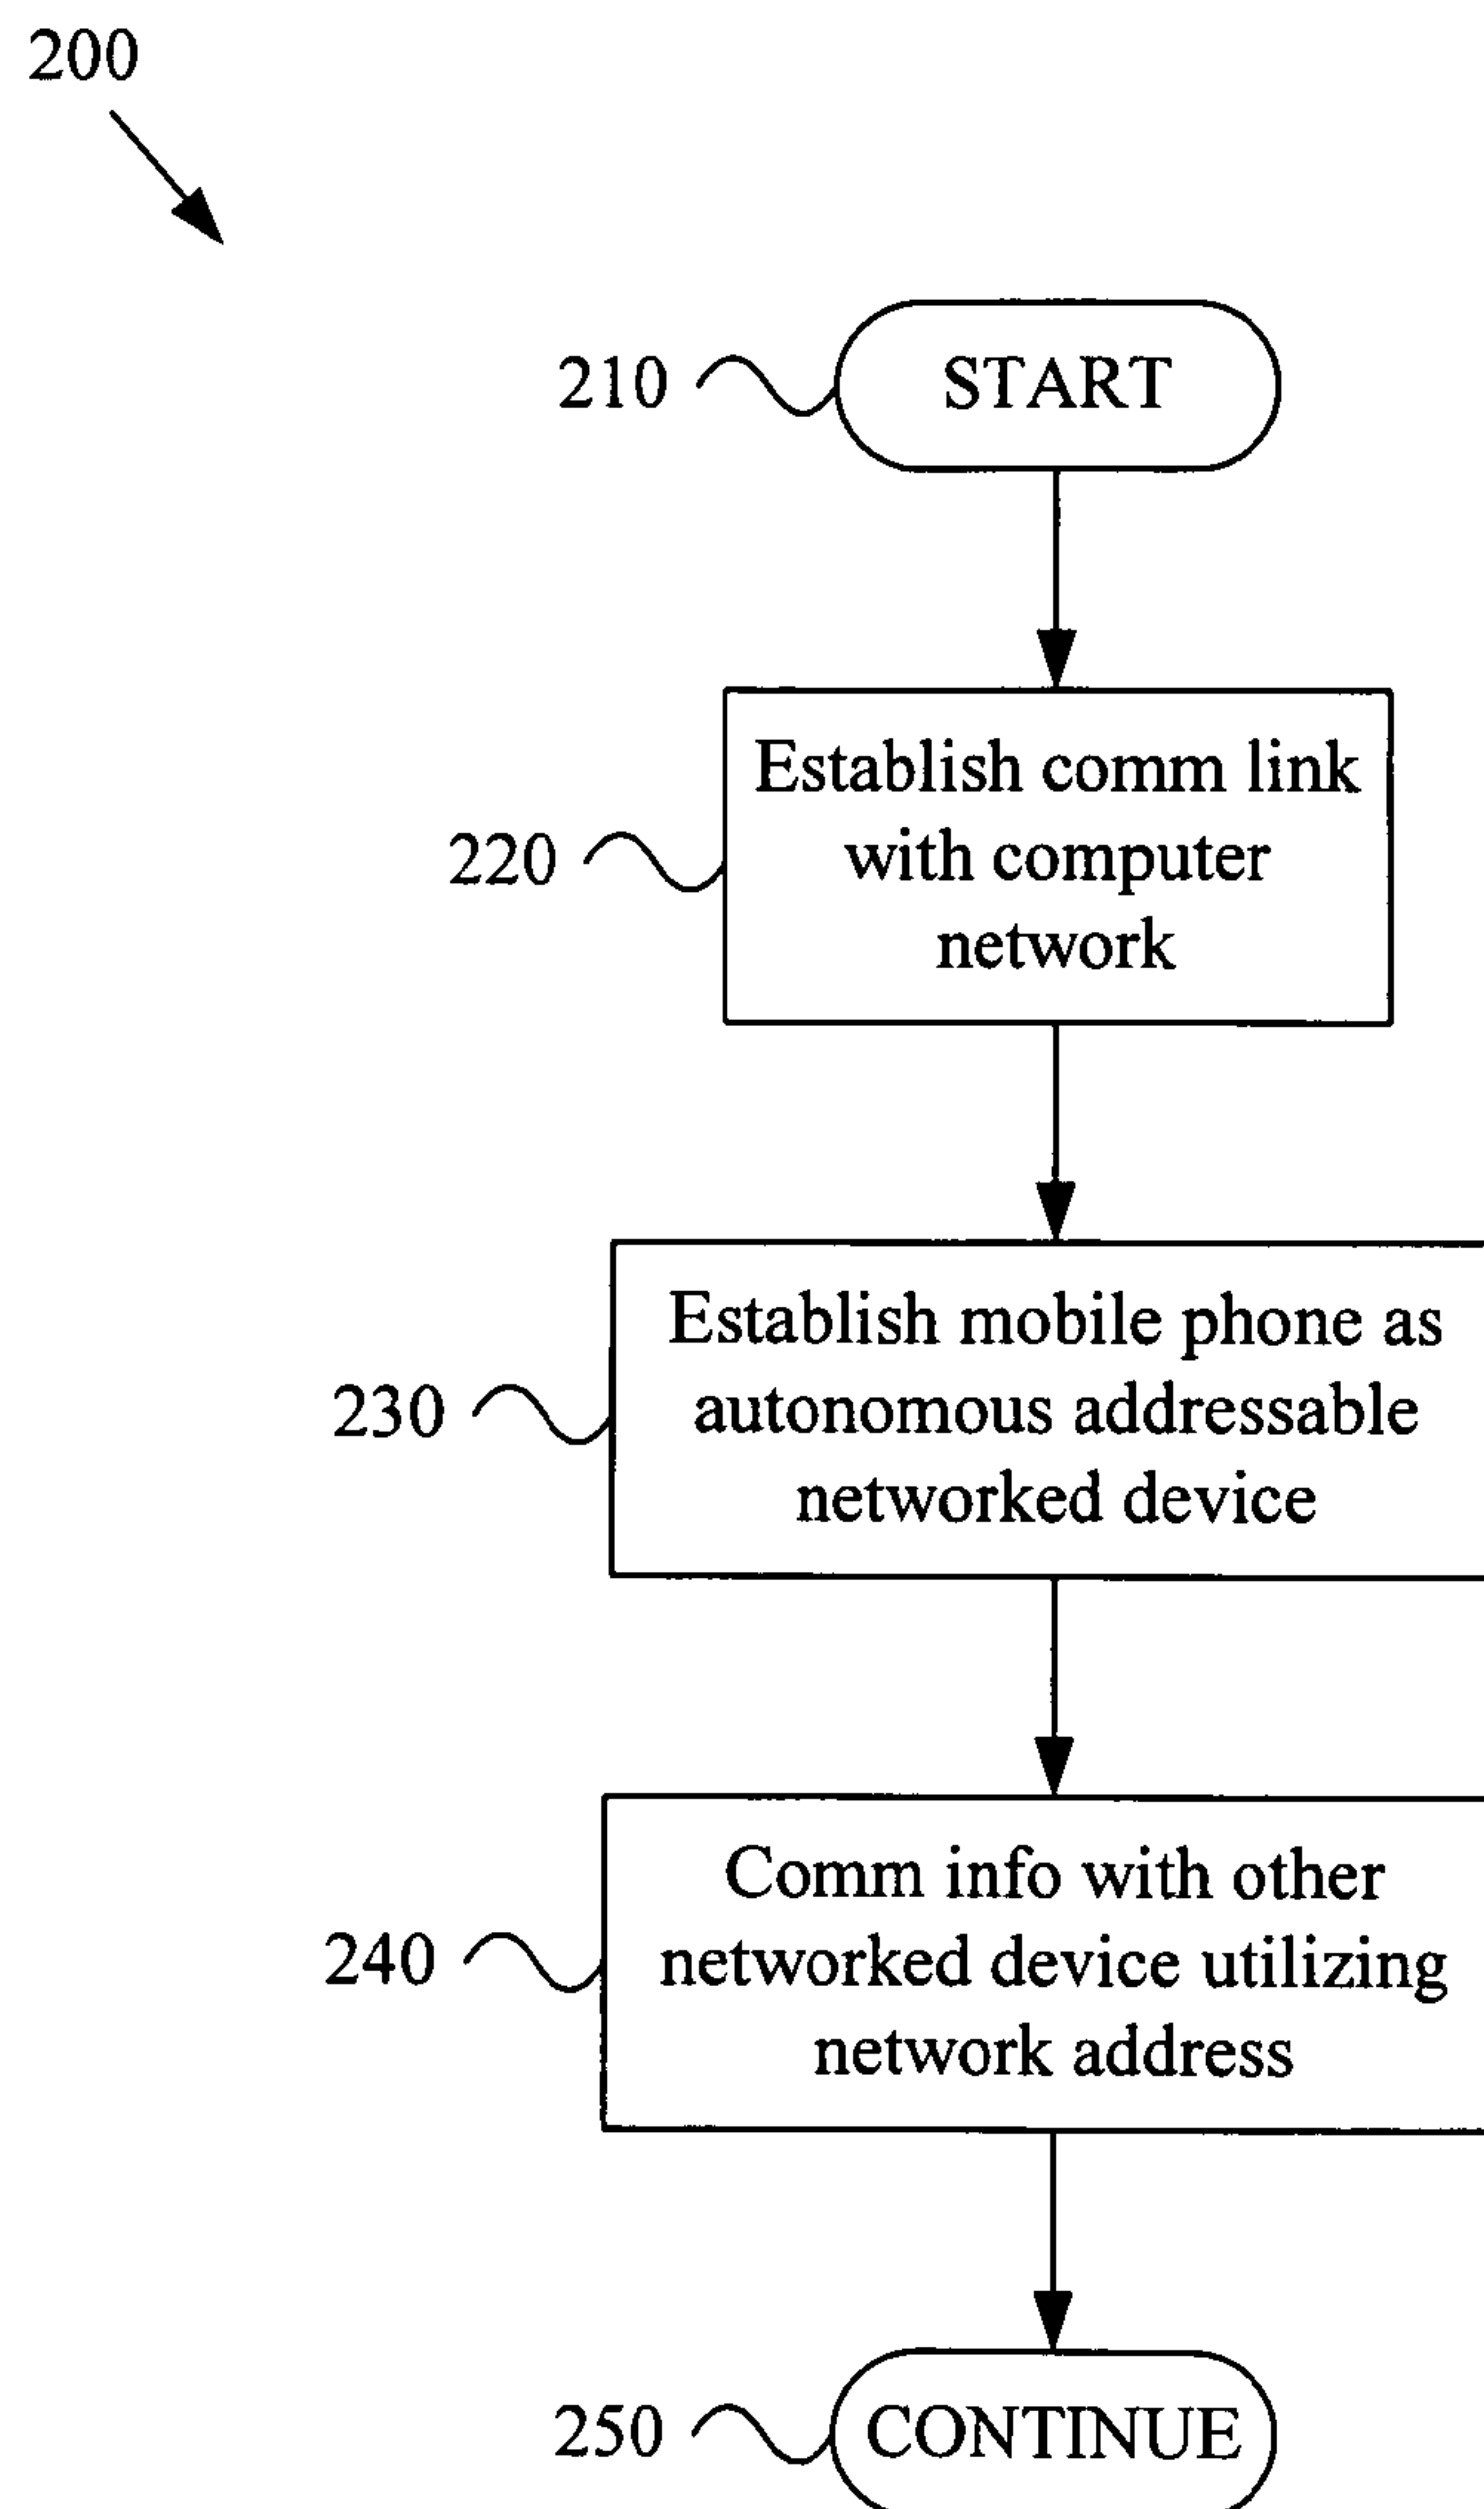 200
210
START
220
Establish comm link
with computer
network
230
Establish mobile phone as
autonomous addressable
networked device
240
Comm info with other
networked device utilizing
network address
250
CONTINUE